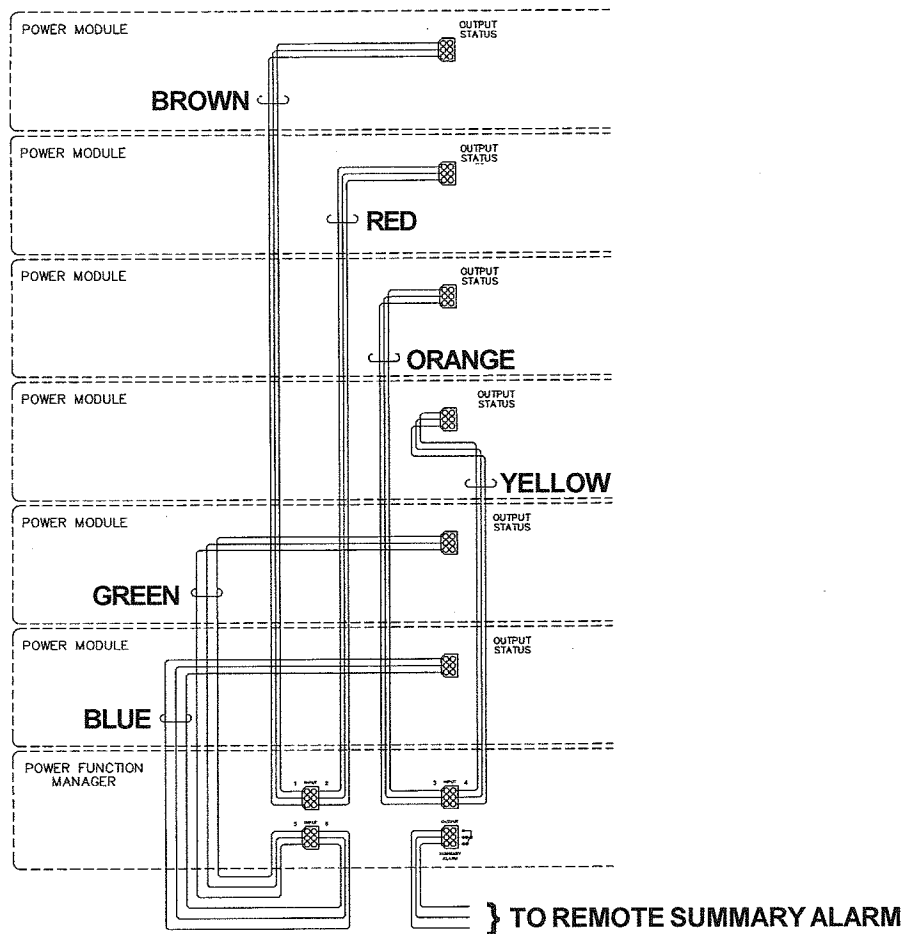 POWER MODULE
OUTPUT
STATUS
BROWN
POWER MODULE
OUTPUT
STATUS
RED
POWER MODULE
OUTPUT
STATUS
ORANGE
POWER MODULE
OUTPUT
STATUS
YELLOW
POWER MODULE
OUTPUT
STATUS
GREEN
POWER MODULE
OUTPUT
STATUS
BLUE
POWER FUNCTION
MANAGER
1 INPUT 2
3 INPUT 4
5 INPUT 6
OUTPUT
SUMMARY
ALARM
} TO REMOTE SUMMARY ALARM